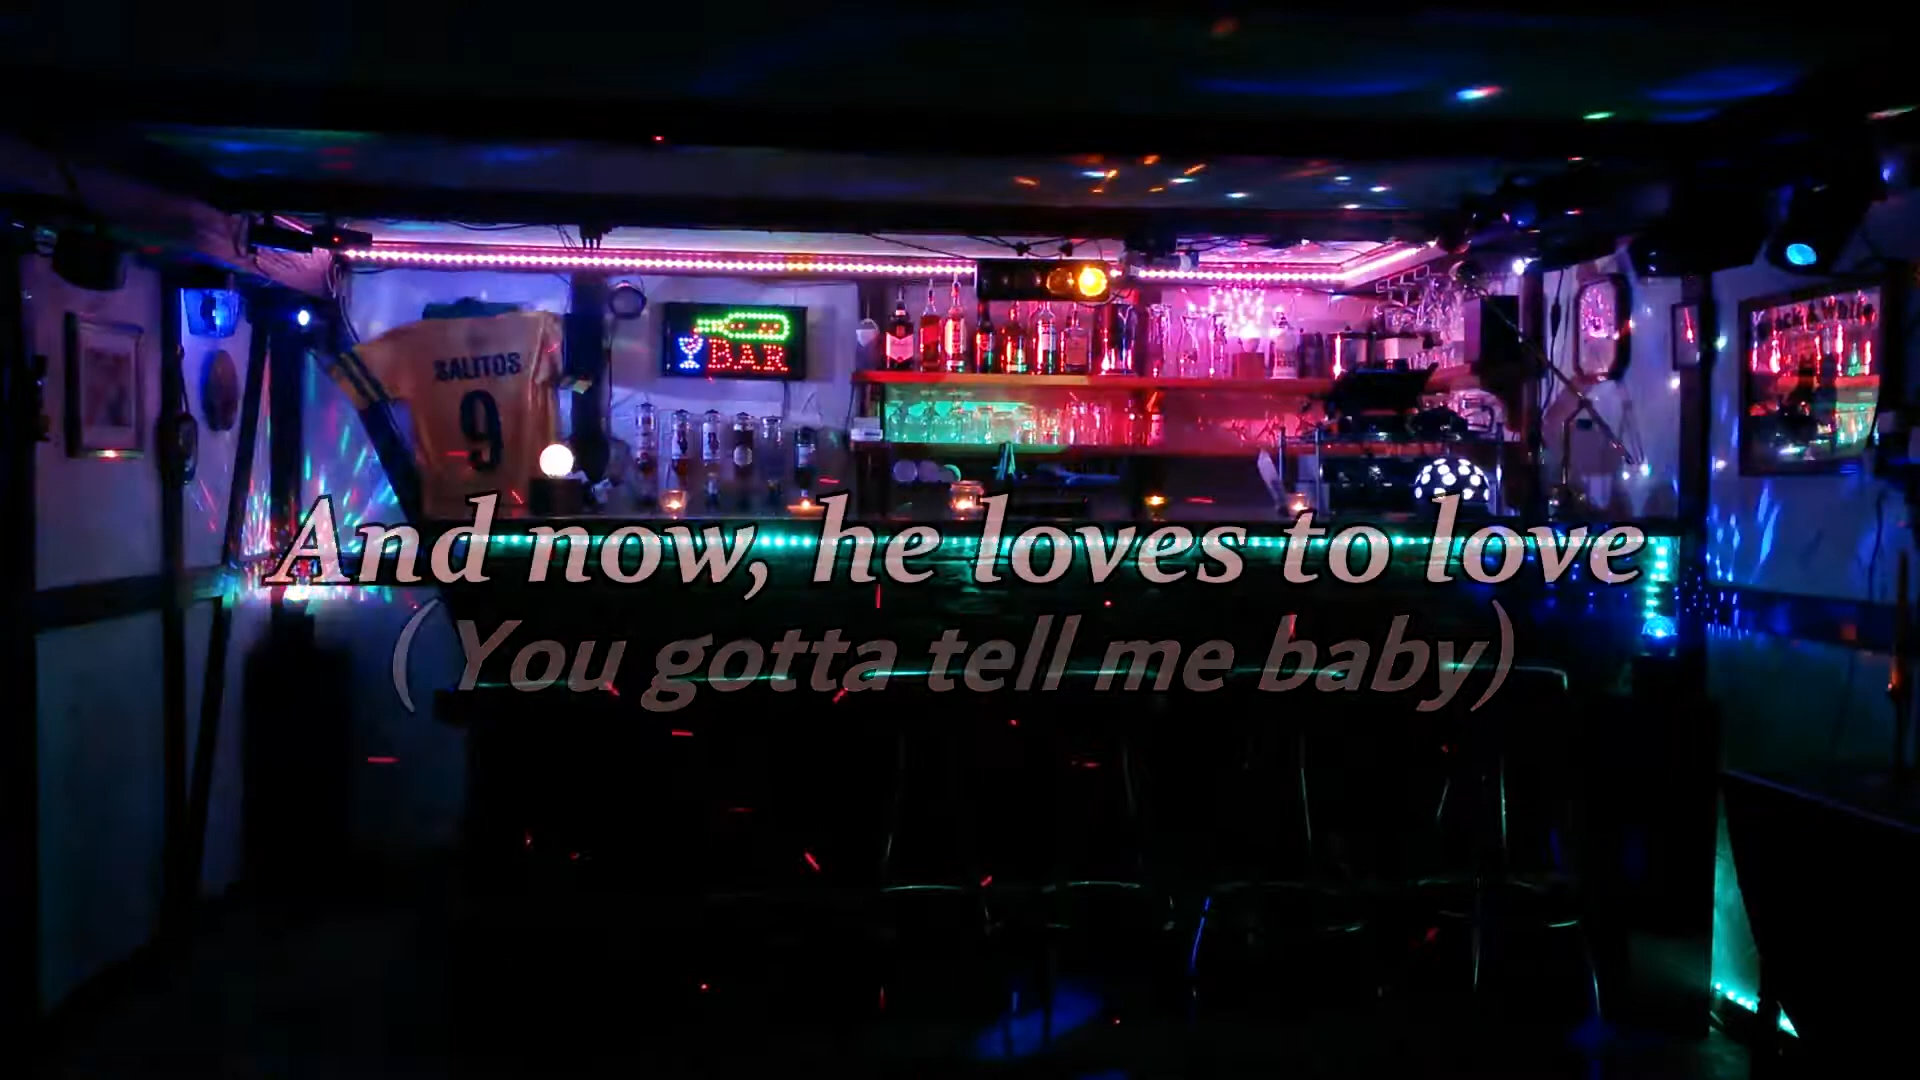 SALITOS
9
BAR
And now, he loves to love
(You gotta tell me baby)